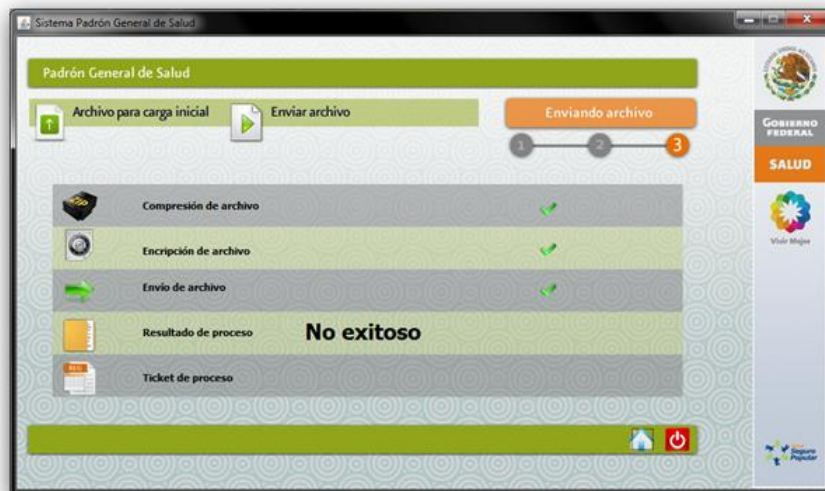 Sistema Padrón General de Salud
Padrón General de Salud
Archivo para carga inicial
Enviar archivo
Enviando archivo
1
2
3
Compresión de archivo
Encripción de archivo
Envío de archivo
Resultado de proceso
No exitoso
Ticket de proceso
GOBIERNO
FEDERAL
SALUD
Vivir Mejor
Seguro
Popular